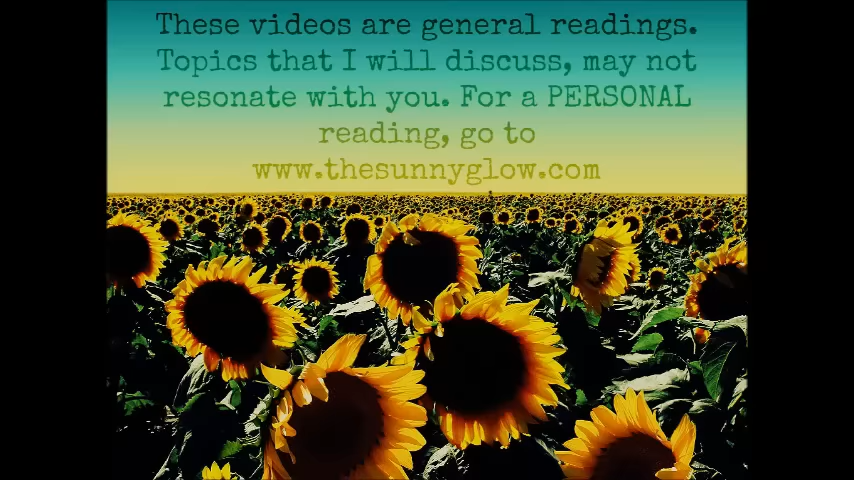 These videos are general readings.
Topics that I will discuss, may not
resonate with you. For a PERSONAL
reading, go to
www.thesunnyglow.com